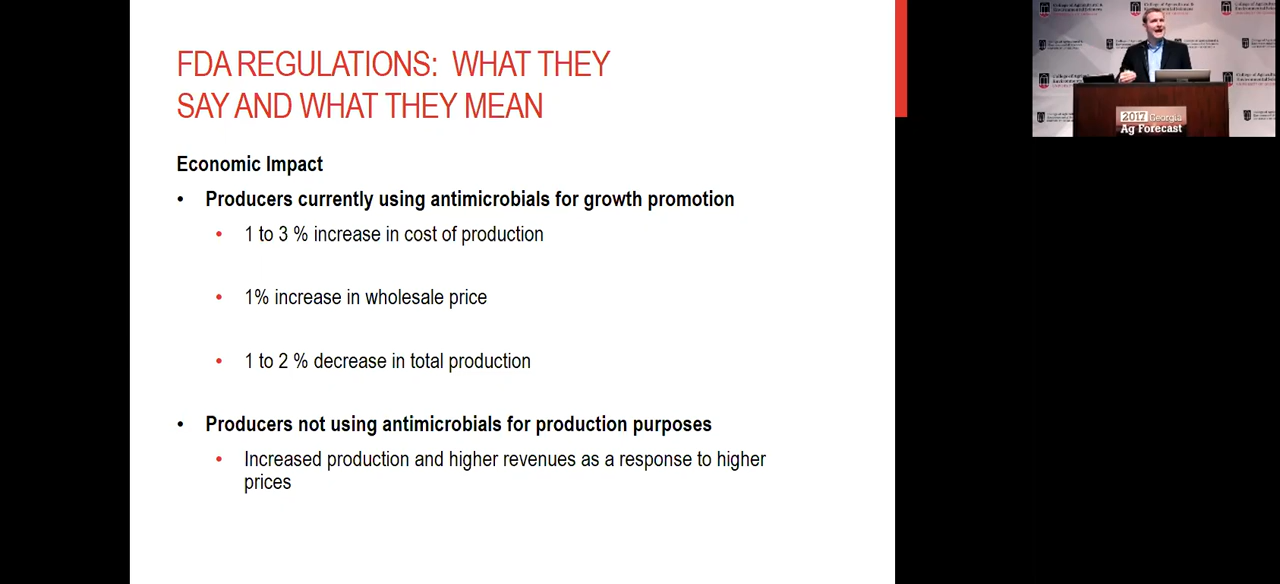 FDA REGULATIONS: WHAT THEY
SAY AND WHAT THEY MEAN
Economic Impact
• Producers currently using antimicrobials for growth promotion
• 1 to 3 % increase in cost of production
• 1% increase in wholesale price
• 1 to 2 % decrease in total production
• Producers not using antimicrobials for production purposes
• Increased production and higher revenues as a response to higher
prices
2017 Georgia
Ag Forecast